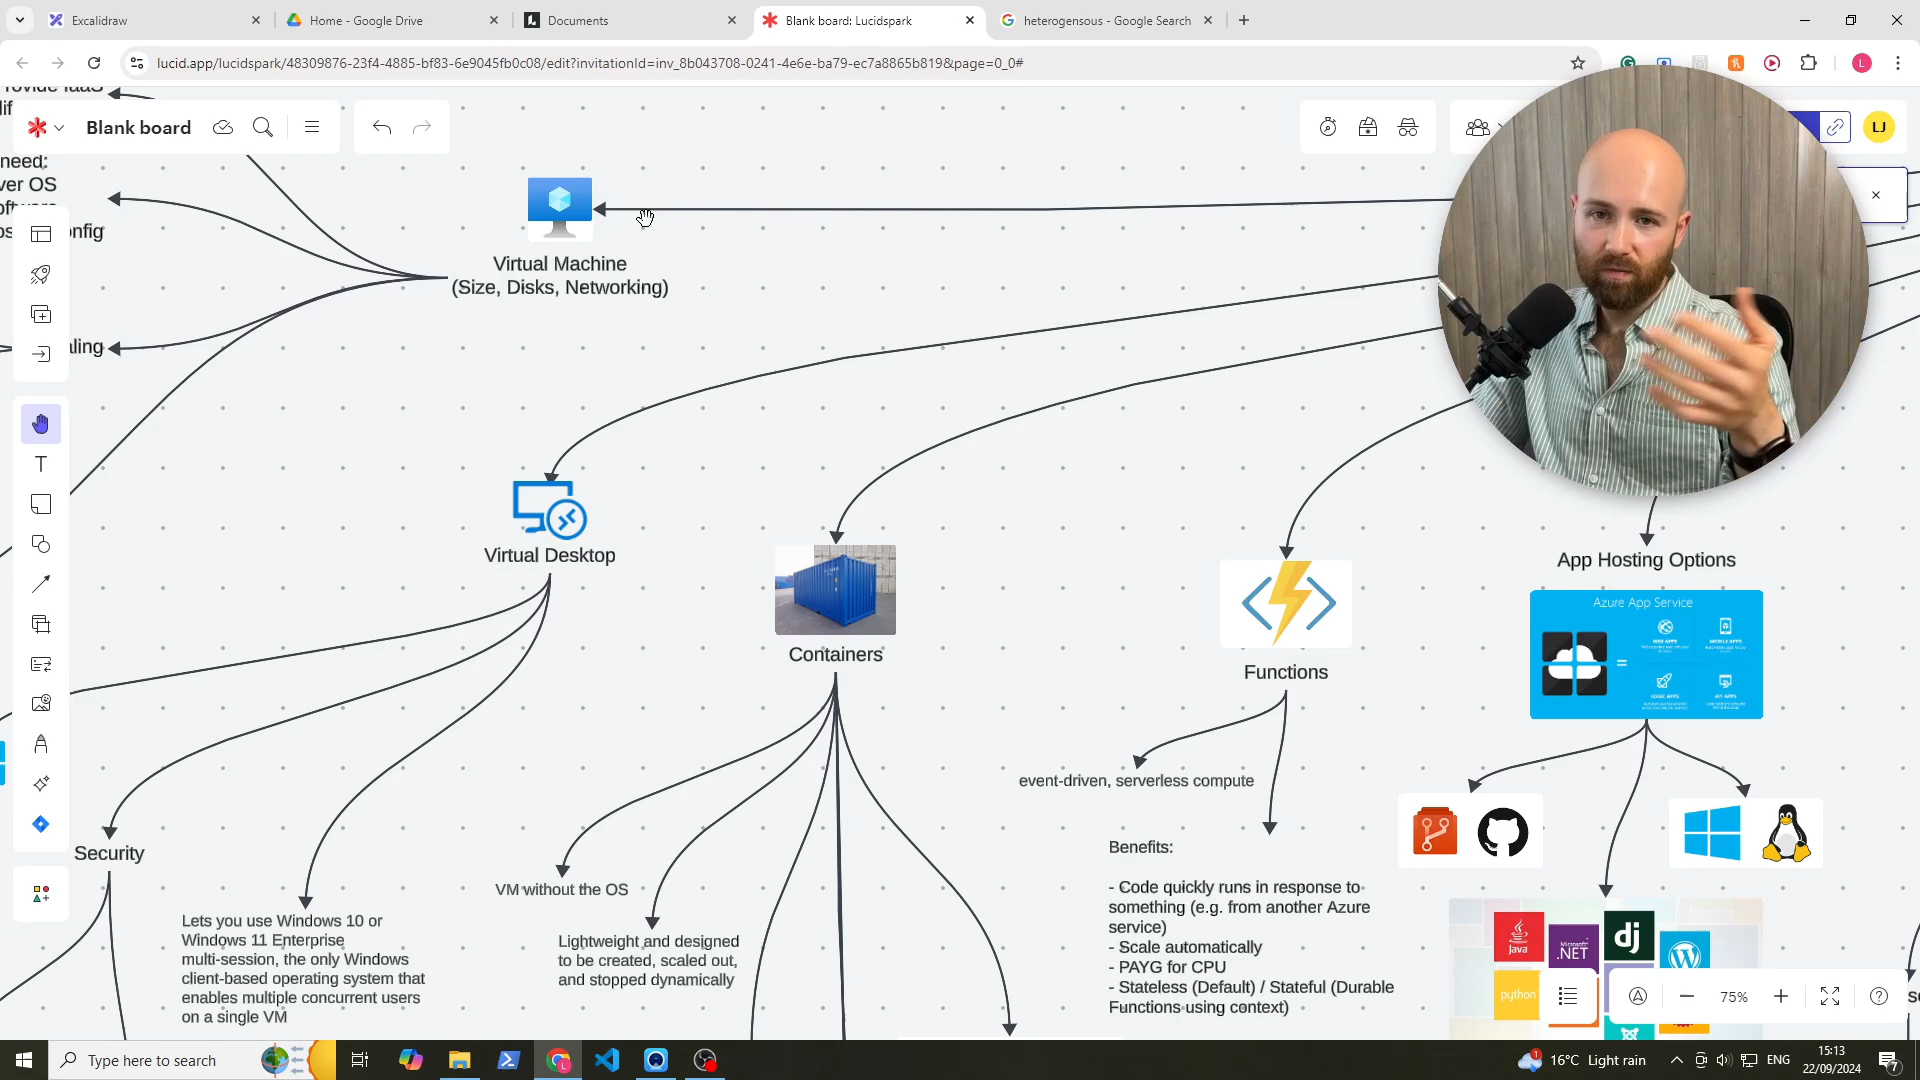 Excalidraw
Home - Google Drive
Documents
Blank board: Lucidspark
heterogensous - Google Search
lucid.app/lucidspark/48309876-23f4-4885-bf83-6e9045fb0c08/edit?invitationId=inv_8b043708-0241-4e6e-ba79-ec7a8865b819&page=0_0#
Blank board
LJ
need:
ver OS
onfig
aling
Virtual Machine
(Size, Disks, Networking)
Virtual Desktop
Containers
Functions
App Hosting Options
Azure App Service
WEB APPS
MOBILE APPS
LOGIC APPS
API APPS
=
event-driven, serverless compute
Security
VM without the OS
Benefits:
Lets you use Windows 10 or
Windows 11 Enterprise
multi-session, the only Windows
client-based operating system that
enables multiple concurrent users
on a single VM
Lightweight and designed
to be created, scaled out,
and stopped dynamically
- Code quickly runs in response to
something (e.g. from another Azure
service)
- Scale automatically
- PAYG for CPU
- Stateless (Default) / Stateful (Durable
Functions using context)
Java
Microsoft
.NET
dj
python
75%
Type here to search
16°C Light rain
ENG
15:13
22/09/2024
7